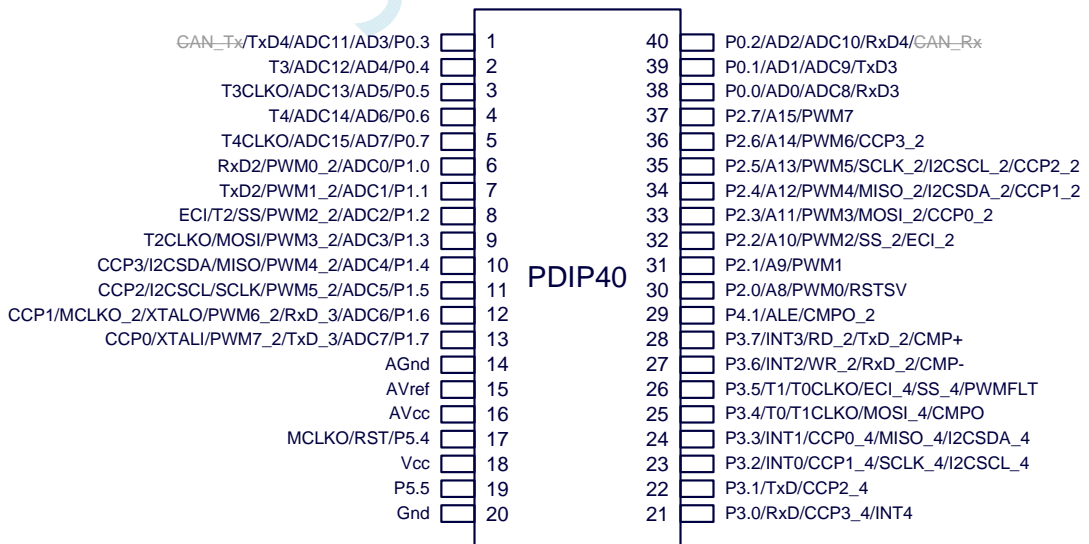 CAN_Tx/TxD4/ADC11/AD3/P0.3 1 40 P0.2/AD2/ADC10/RxD4/CAN_Rx
T3/ADC12/AD4/P0.4 2 39 P0.1/AD1/ADC9/TxD3
T3CLKO/ADC13/AD5/P0.5 3 38 P0.0/AD0/ADC8/RxD3
T4/ADC14/AD6/P0.6 4 37 P2.7/A15/PWM7
T4CLKO/ADC15/AD7/P0.7 5 36 P2.6/A14/PWM6/CCP3_2
RxD2/PWM0_2/ADC0/P1.0 6 35 P2.5/A13/PWM5/SCLK_2/I2CSCL_2/CCP2_2
TxD2/PWM1_2/ADC1/P1.1 7 34 P2.4/A12/PWM4/MISO_2/I2CSDA_2/CCP1_2
ECI/T2/SS/PWM2_2/ADC2/P1.2 8 33 P2.3/A11/PWM3/MOSI_2/CCP0_2
T2CLKO/MOSI/PWM3_2/ADC3/P1.3 9 32 P2.2/A10/PWM2/SS_2/ECI_2
CCP3/I2CSDA/MISO/PWM4_2/ADC4/P1.4 10 31 P2.1/A9/PWM1
PDIP40
CCP2/I2CSCL/SCLK/PWM5_2/ADC5/P1.5 11 30 P2.0/A8/PWM0/RSTSV
CCP1/MCLKO_2/XTALO/PWM6_2/RxD_3/ADC6/P1.6 12 29 P4.1/ALE/CMPO_2
CCP0/XTALI/PWM7_2/TxD_3/ADC7/P1.7 13 28 P3.7/INT3/RD_2/TxD_2/CMP+
AGnd 14 27 P3.6/INT2/WR_2/RxD_2/CMP-
AVref 15 26 P3.5/T1/T0CLKO/ECI_4/SS_4/PWMFLT
AVcc 16 25 P3.4/T0/T1CLKO/MOSI_4/CMPO
MCLKO/RST/P5.4 17 24 P3.3/INT1/CCP0_4/MISO_4/I2CSDA_4
Vcc 18 23 P3.2/INT0/CCP1_4/SCLK_4/I2CSCL_4
P5.5 19 22 P3.1/TxD/CCP2_4
Gnd 20 21 P3.0/RxD/CCP3_4/INT4